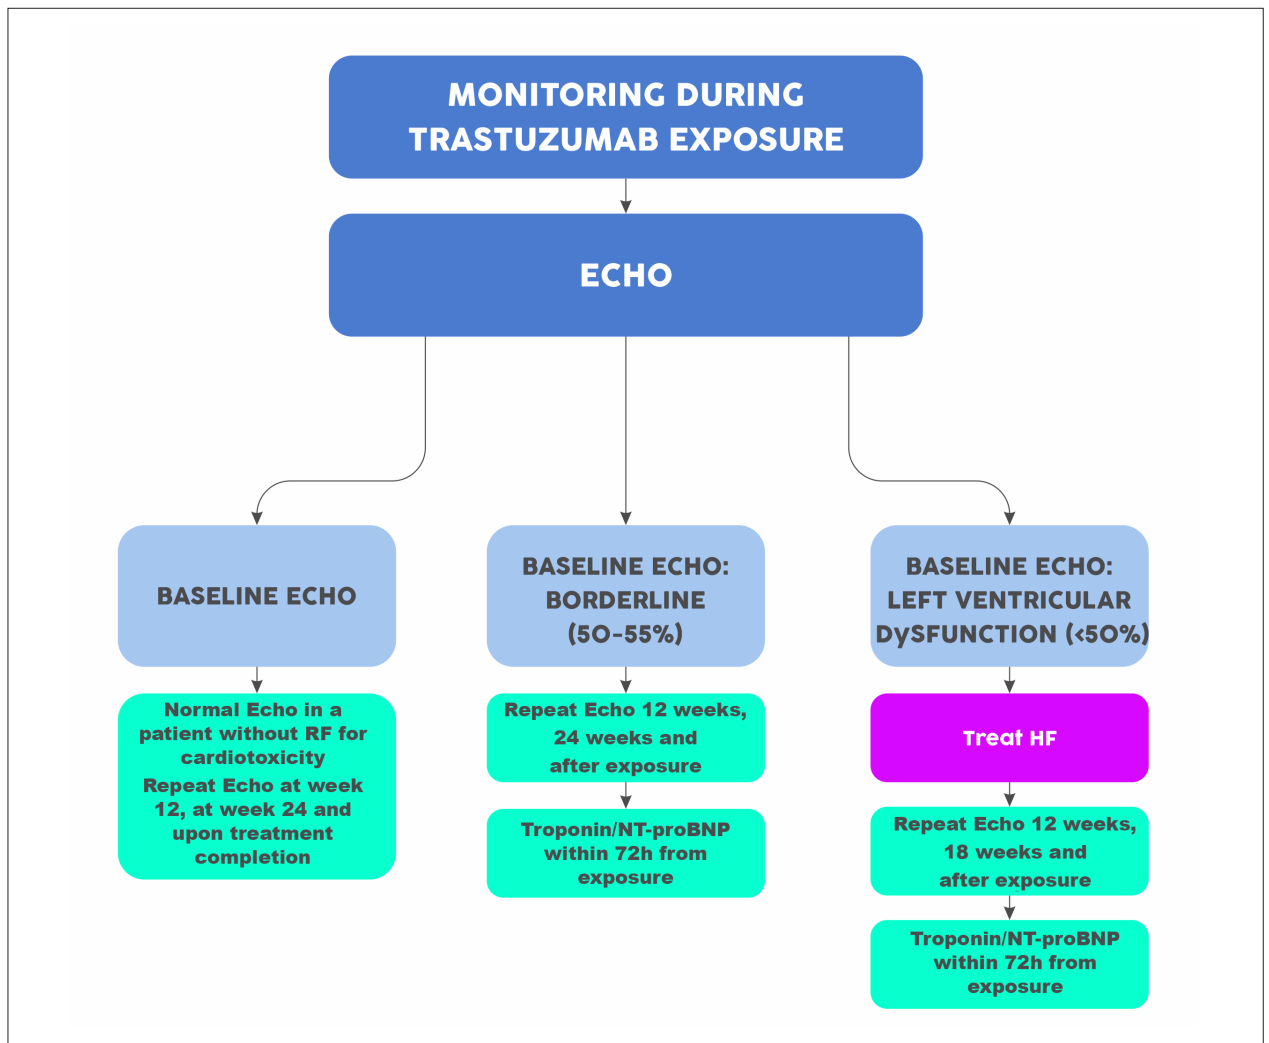 MONITORING DURING
TRASTUZUMAB EXPOSURE
ECHO
BASELINE ECHO
Normal Echo in a
patient without RF for
cardiotoxicity
Repeat Echo at week
12, at week 24 and
upon treatment
completion
BASELINE ECHO:
BORDERLINE
(50-55%)
Repeat Echo 12 weeks,
24 weeks and
after exposure
Troponin/NT-proBNP
within 72h from
exposure
BASELINE ECHO:
LEFT VENTRICULAR
DySFUNCTION (<50%)
Treat HF
Repeat Echo 12 weeks,
18 weeks and
after exposure
Troponin/NT-proBNP
within 72h from
exposure